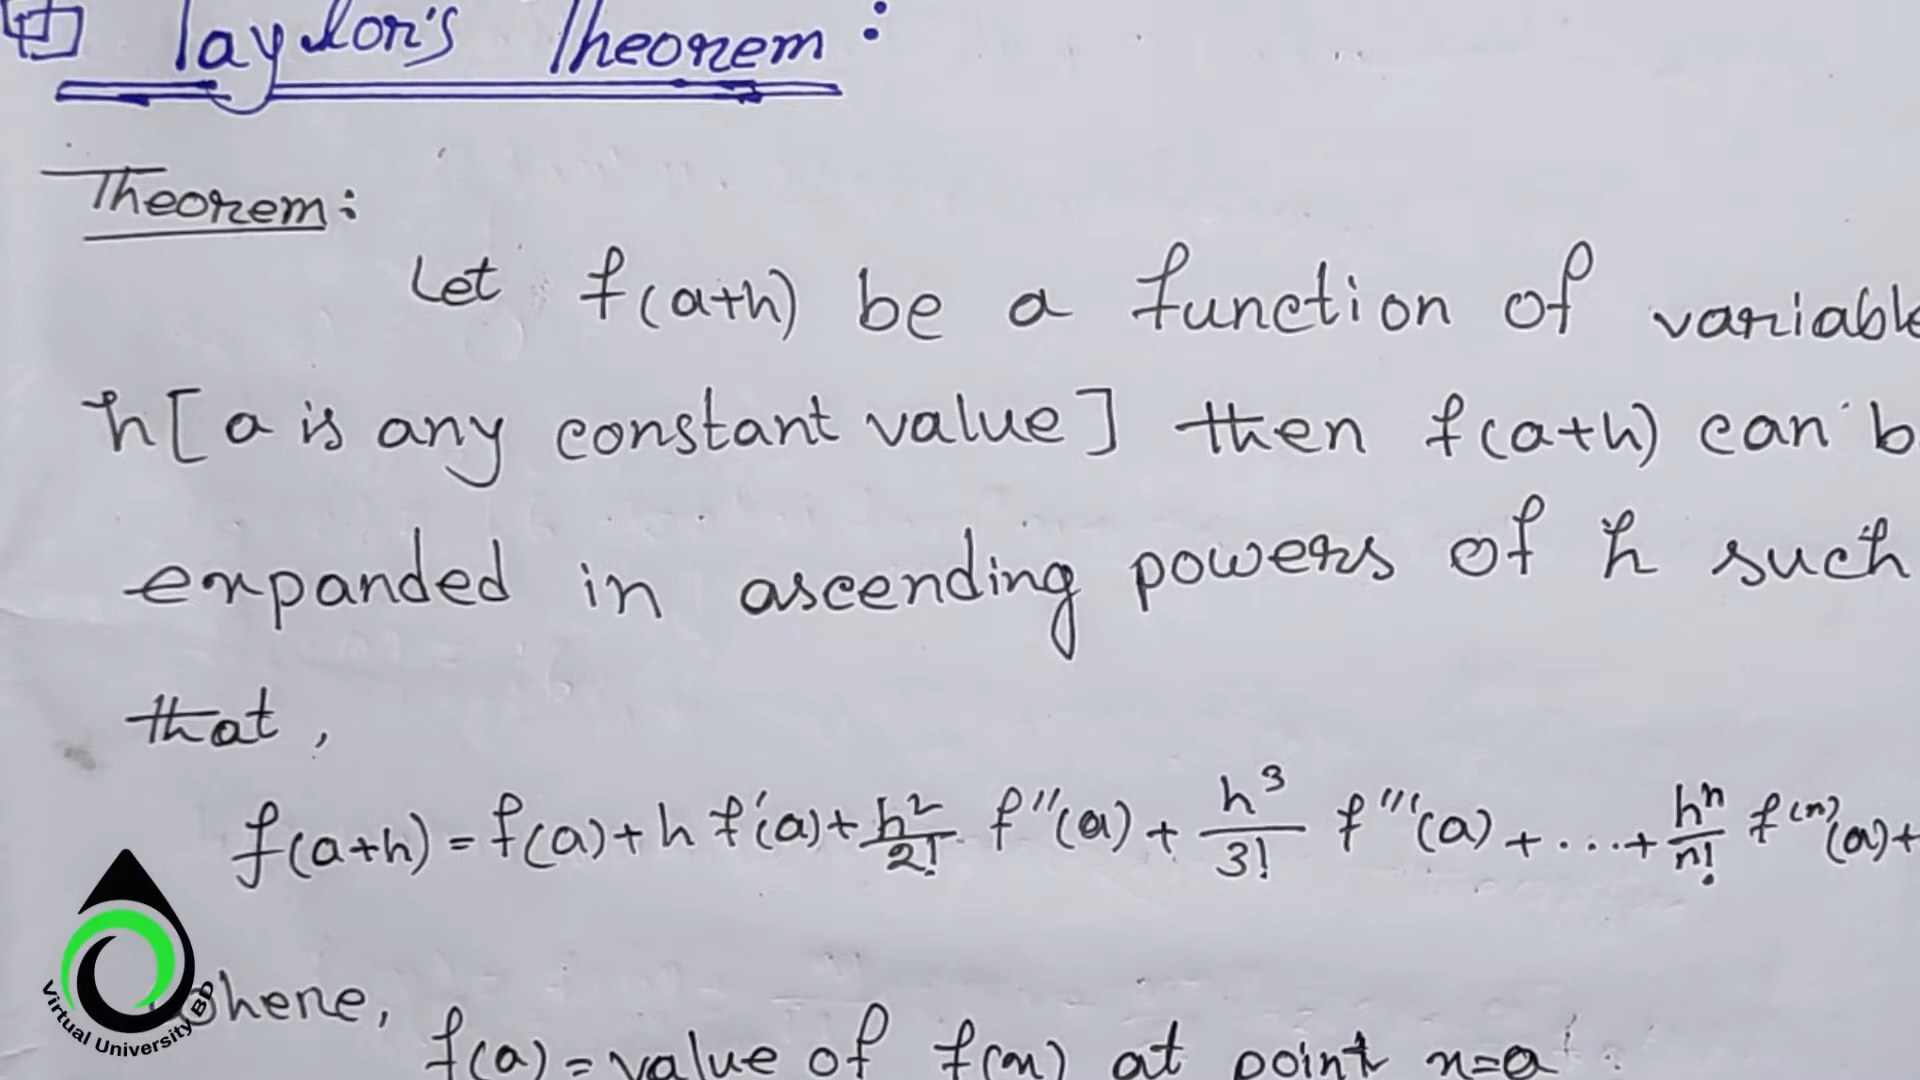 Taylor's Theorem:
Theorem:
Let f(a+h) be a function of variable
h[a is any constant value] then f(a+h) can b
expanded in ascending powers of h such
that,
f(a+h) = f(a) + h f'(a) + h²/2! f''(a) + h³/3! f'''(a) + .... + hⁿ/n! f⁽ⁿ⁾(a) +
where,
f(a) = value of f(x) at point x=a
Virtual University BD